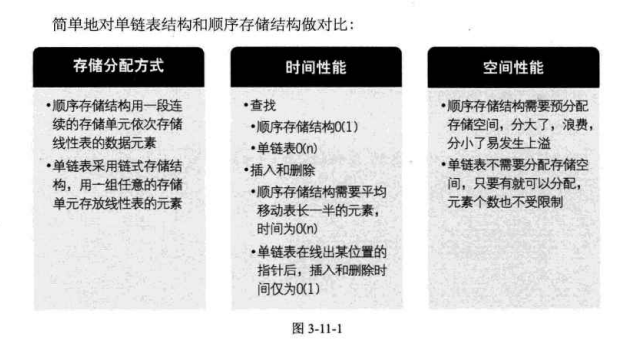 简单地对单链表结构和顺序存储结构做对比：
存储分配方式
•顺序存储结构用一段连
续的存储单元依次存储
线性表的数据元素
•单链表采用链式存储结
构，用一组任意的存储
单元存放线性表的元素
时间性能
•查找
•顺序存储结构O(1)
•单链表O(n)
•插入和删除
•顺序存储结构需要平均
移动表长一半的元素，
时间为O(n)
•单链表在线出某位置的
指针后，插入和删除时
间仅为O(1)
空间性能
•顺序存储结构需要预分配
存储空间，分大了，浪费，
分小了易发生上溢
•单链表不需要分配存储空
间，只要有就可以分配，
元素个数也不受限制
图 3-11-1